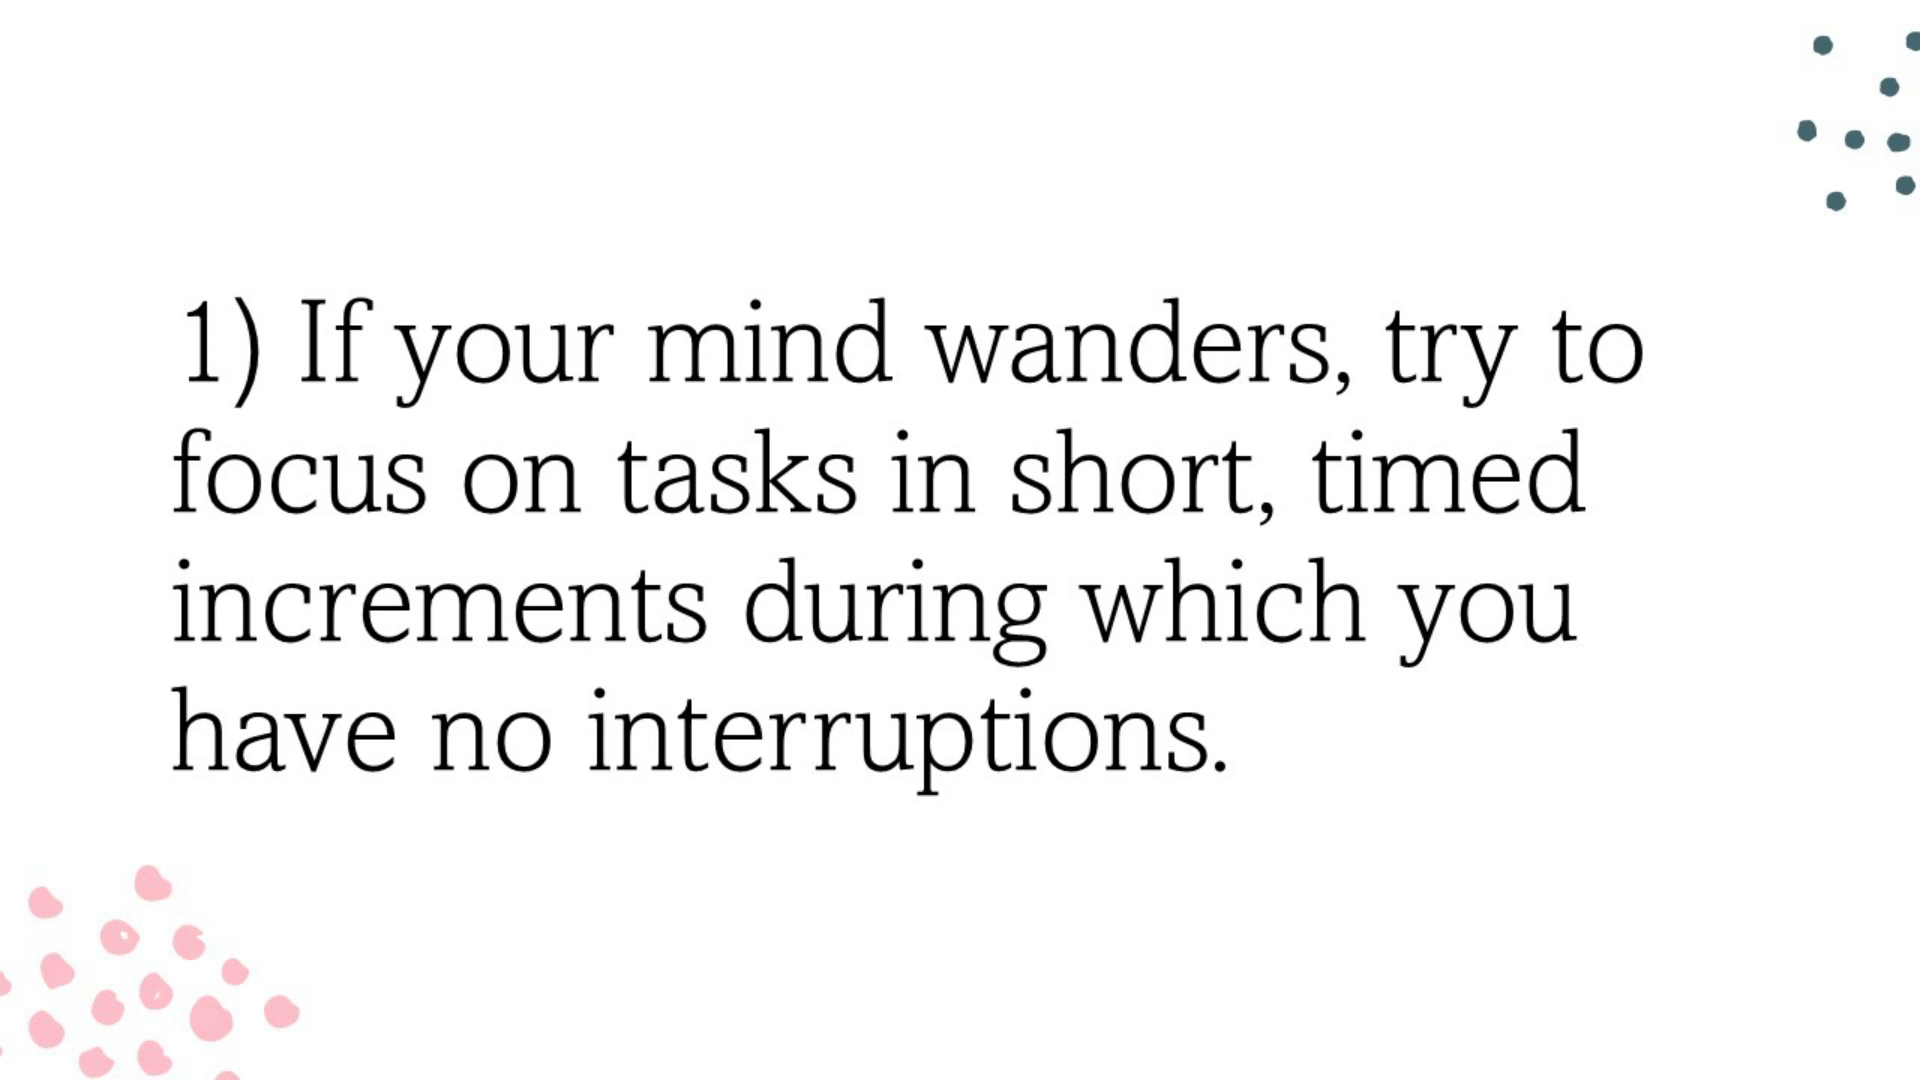 1) If your mind wanders, try to
focus on tasks in short, timed
increments during which you
have no interruptions.